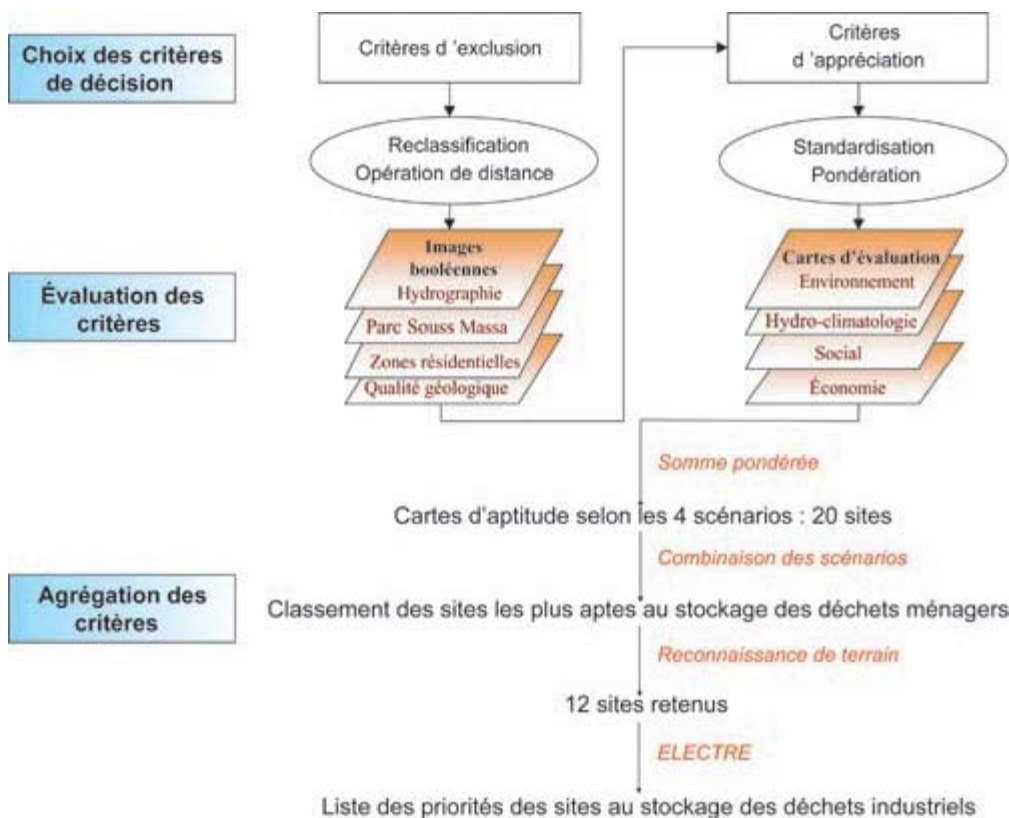 Choix des critères
de décision
Critères d 'exclusion
Critères
d 'appréciation
Reclassification
Opération de distance
Standardisation
Pondération
Évaluation des
critères
Images
booléennes
Hydrographie
Parc Souss Massa
Zones résidentielles
Qualité géologique
Cartes d'évaluation
Environnement
Hydro-climatologie
Social
Économie
Somme pondérée
Cartes d'aptitude selon les 4 scénarios : 20 sites
Combinaison des scénarios
Agrégation des
critères
Classement des sites les plus aptes au stockage des déchets ménagers
Reconnaissance de terrain
12 sites retenus
ELECTRE
Liste des priorités des sites au stockage des déchets industriels